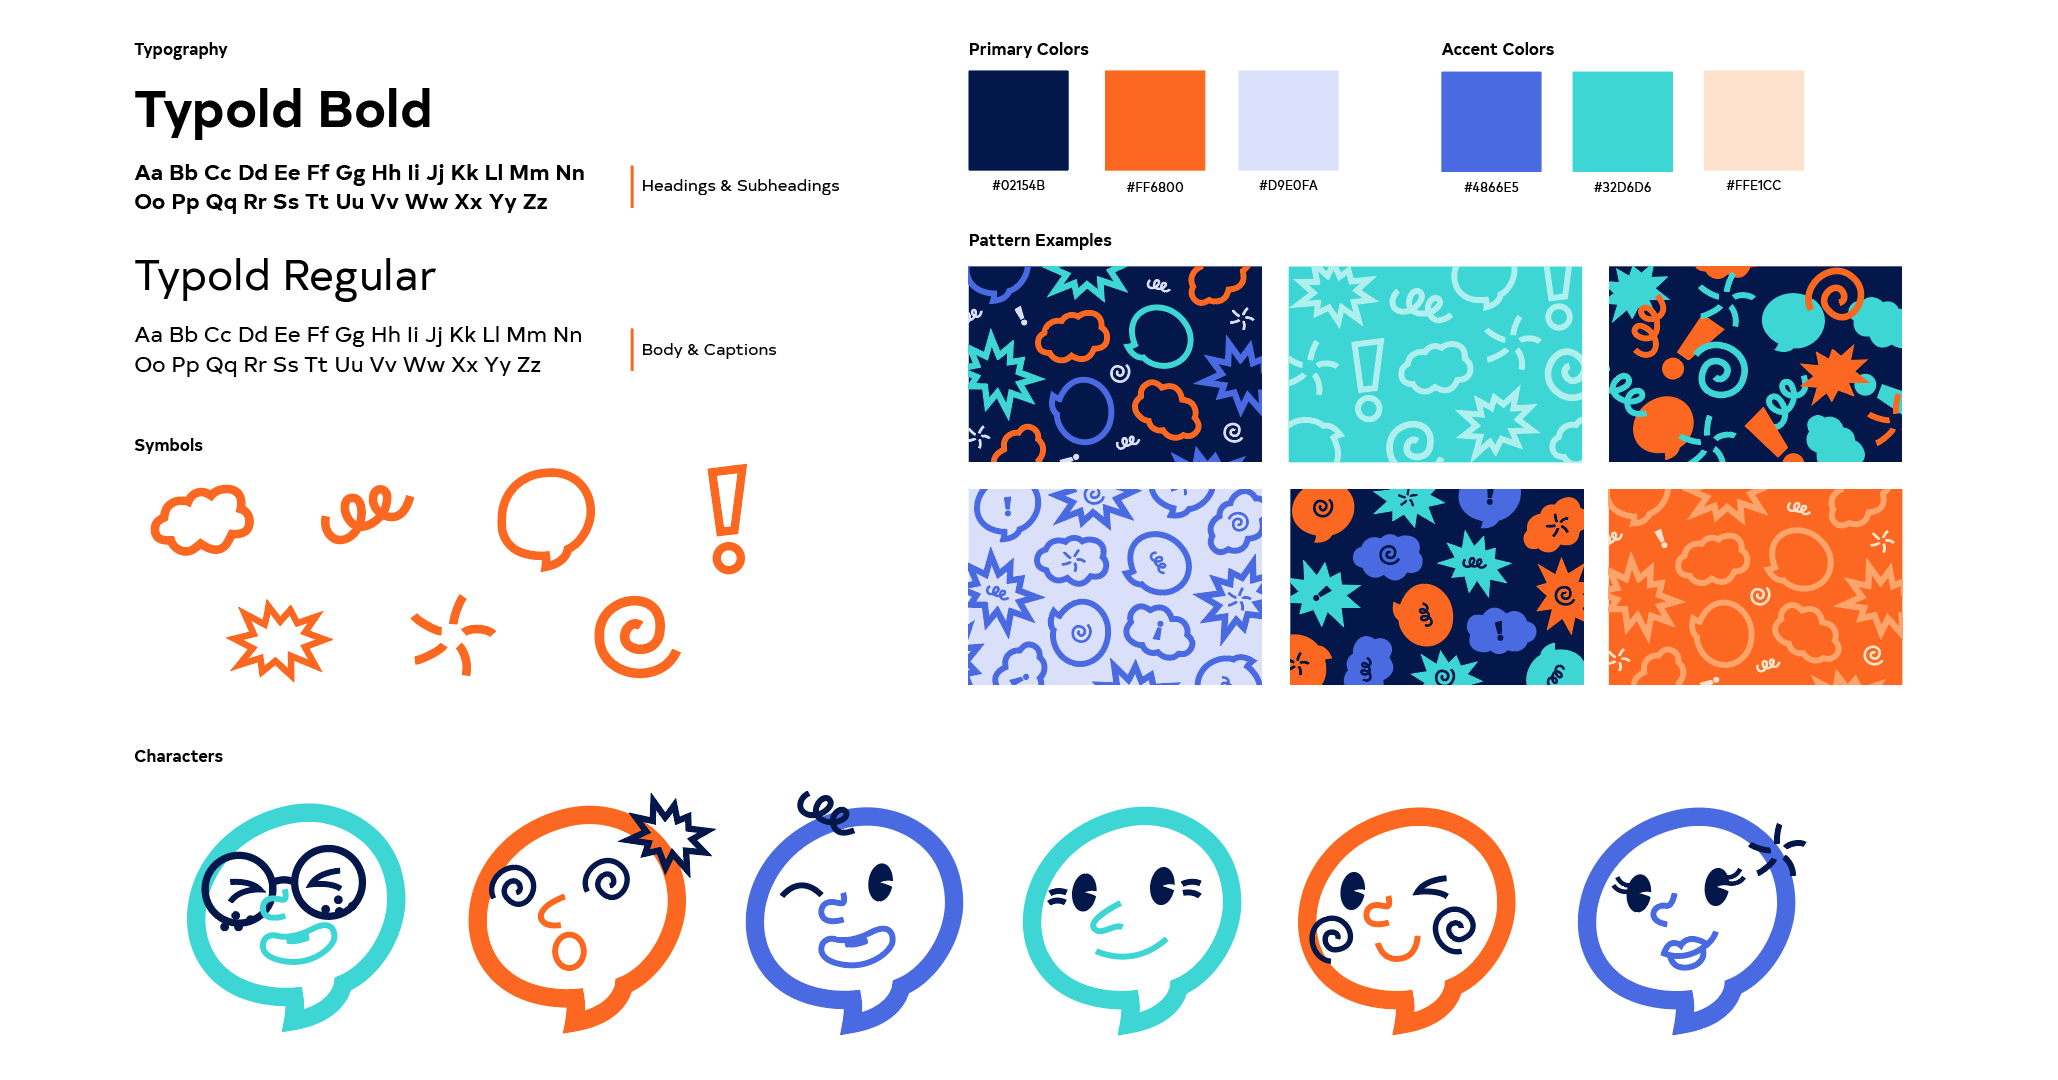 Typography
Typold Bold
Aa Bb Cc Dd Ee Ff Gg Hh Ii Jj Kk Ll Mm Nn
Oo Pp Qq Rr Ss Tt Uu Vv Ww Xx Yy Zz
Headings & Subheadings
Typold Regular
Aa Bb Cc Dd Ee Ff Gg Hh Ii Jj Kk Ll Mm Nn
Oo Pp Qq Rr Ss Tt Uu Vv Ww Xx Yy Zz
Body & Captions
Symbols
Primary Colors
#02154B
#FF6800
#D9E0FA
Accent Colors
#4866E5
#32D6D6
#FFE1CC
Pattern Examples
Characters